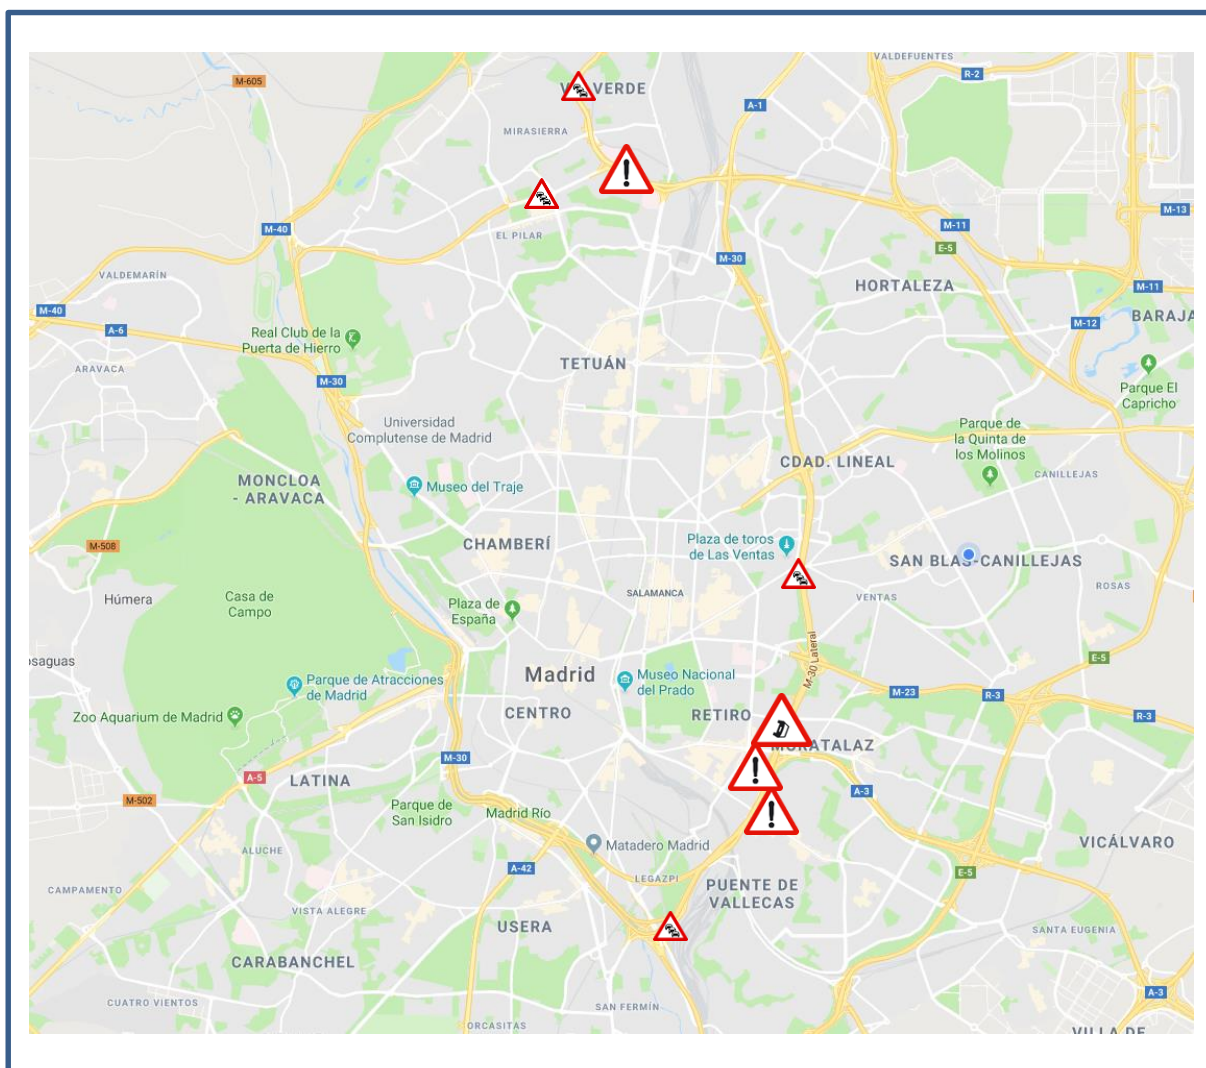 VALDEFUENTES
M-605
R-2
VERDE
A-1
MIRASIERRA
M-13
M-40
EL PILAR
M-11
E-5
M-30
VALDEMARÍN
HORTALEZA
M-11
M-40
BARAJA
M-12
A-6
Real Club de la
Puerta de Hierro
TETUÁN
ARAVACA
M-30
Parque El
Capricho
Universidad
Complutense de Madrid
Parque de
la Quinta de
los Molinos
CDAD. LINEAL
CANILLEJAS
MONCLOA
- ARAVACA
Museo del Traje
M-508
CHAMBERÍ
Plaza de toros
de Las Ventas
SAN BLAS-CANILLEJAS
ROSAS
Húmera
Casa de
Campo
SALAMANCA
VENTAS
Plaza de
España
M-30 Lateral
osaguas
E-5
Madrid
Museo Nacional
del Prado
Parque de Atracciones
de Madrid
M-23
R-3
Zoo Aquarium de Madrid
CENTRO
RETIRO
R-3
MORATALAZ
M-30
A-5
LATINA
A-3
M-502
Parque de
San Isidro
Madrid Río
Matadero Madrid
VICÁLVARO
ALUCHE
A-42
LEGAZPI
E-5
CAMPAMENTO
PUENTE DE
VALLECAS
VISTA ALEGRE
USERA
SANTA EUGENIA
CARABANCHEL
A-3
CUATRO VIENTOS
SAN FERMÍN
ORCASITAS
VILLA DE